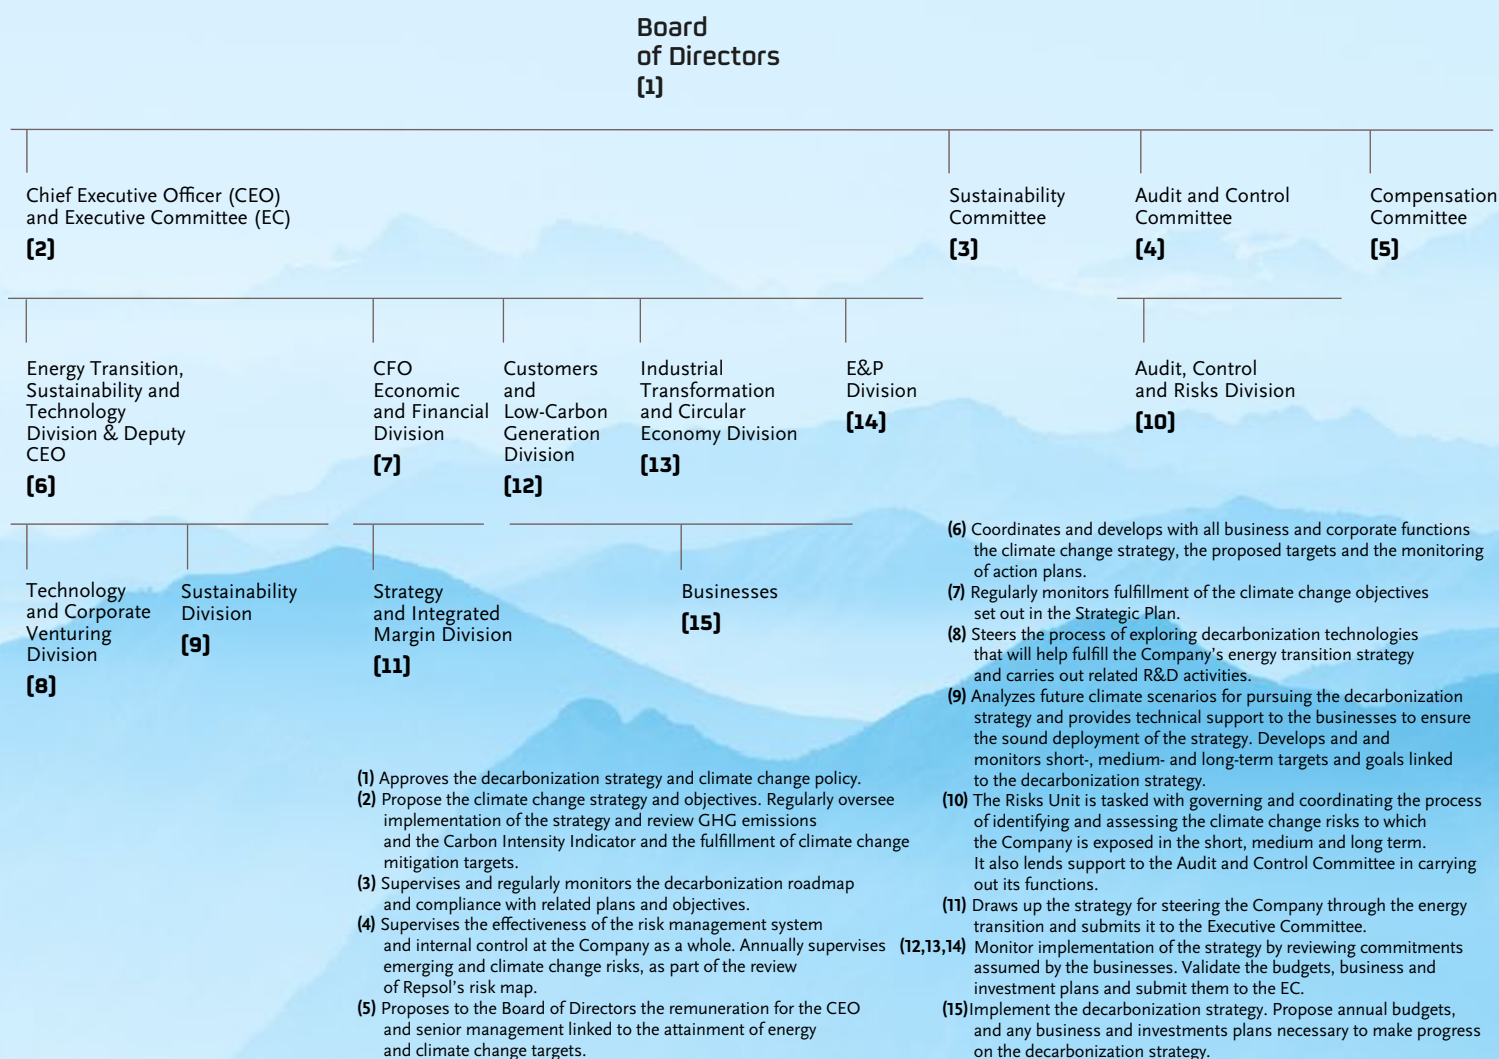 Board
of Directors
(1)
Chief Executive Officer (CEO)
and Executive Committee (EC)
(2)
Sustainability
Committee
(3)
Audit and Control
Committee
(4)
Compensation
Committee
(5)
Energy Transition,
Sustainability and
Technology
Division & Deputy
CEO
(6)
CFO
Economic
and Financial
Division
(7)
Customers
and
Low-Carbon
Generation
Division
(12)
Industrial
Transformation
and Circular
Economy Division
(13)
E&P
Division
(14)
Audit, Control
and Risks Division
(10)
Technology
and Corporate
Venturing
Division
(8)
Sustainability
Division
(9)
Strategy
and Integrated
Margin Division
(11)
Businesses
(15)
(1) Approves the decarbonization strategy and climate change policy.
(2) Propose the climate change strategy and objectives. Regularly oversee
implementation of the strategy and review GHG emissions
and the Carbon Intensity Indicator and the fulfillment of climate change
mitigation targets.
(3) Supervises and regularly monitors the decarbonization roadmap
and compliance with related plans and objectives.
(4) Supervises the effectiveness of the risk management system
and internal control at the Company as a whole. Annually supervises
emerging and climate change risks, as part of the review
of Repsol's risk map.
(5) Proposes to the Board of Directors the remuneration for the CEO
and senior management linked to the attainment of energy
and climate change targets.
(6) Coordinates and develops with all business and corporate functions
the climate change strategy, the proposed targets and the monitoring
of action plans.
(7) Regularly monitors fulfillment of the climate change objectives
set out in the Strategic Plan.
(8) Steers the process of exploring decarbonization technologies
that will help fulfill the Company's energy transition strategy
and carries out related R&D activities.
(9) Analyzes future climate scenarios for pursuing the decarbonization
strategy and provides technical support to the businesses to ensure
the sound deployment of the strategy. Develops and and
monitors short-, medium- and long-term targets and goals linked
to the decarbonization strategy.
(10) The Risks Unit is tasked with governing and coordinating the process
of identifying and assessing the climate change risks to which
the Company is exposed in the short, medium and long term.
It also lends support to the Audit and Control Committee in carrying
out its functions.
(11) Draws up the strategy for steering the Company through the energy
transition and submits it to the Executive Committee.
(12,13,14) Monitor implementation of the strategy by reviewing commitments
assumed by the businesses. Validate the budgets, business and
investment plans and submit them to the EC.
(15)Implement the decarbonization strategy. Propose annual budgets,
and any business and investments plans necessary to make progress
on the decarbonization strategy.